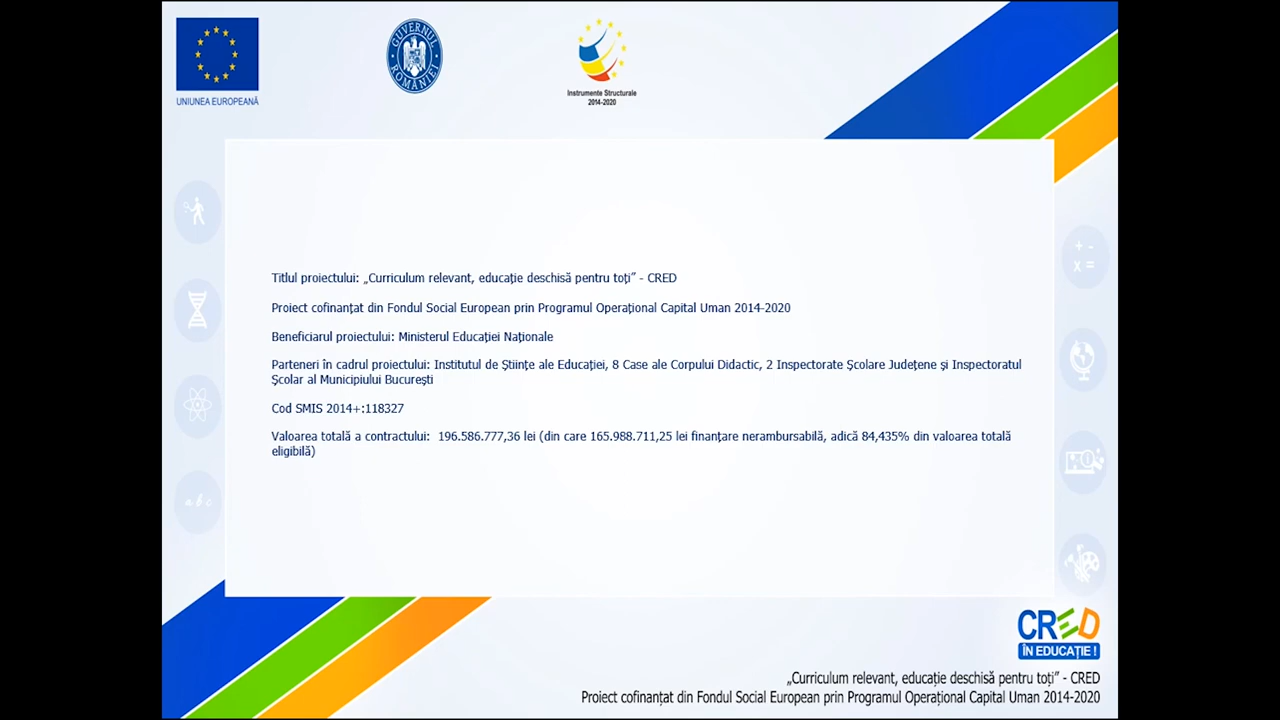 UNIUNEA EUROPEANĂ
GUVERNUL ROMÂNIEI
Instrumente Structurale
2014-2020
Titlul proiectului: „Curriculum relevant, educație deschisă pentru toți” - CRED
Proiect cofinanțat din Fondul Social European prin Programul Operațional Capital Uman 2014-2020
Beneficiarul proiectului: Ministerul Educației Naționale
Parteneri în cadrul proiectului: Institutul de Științe ale Educației, 8 Case ale Corpului Didactic, 2 Inspectorate Școlare Județene și Inspectoratul
Școlar al Municipiului București
Cod SMIS 2014+:118327
Valoarea totală a contractului: 196.586.777,36 lei (din care 165.988.711,25 lei finanțare nerambursabilă, adică 84,435% din valoarea totală
eligibilă)
+ -
x =
a b c
CRED
ÎN EDUCAȚIE !
„Curriculum relevant, educație deschisă pentru toți” - CRED
Proiect cofinanțat din Fondul Social European prin Programul Operațional Capital Uman 2014-2020